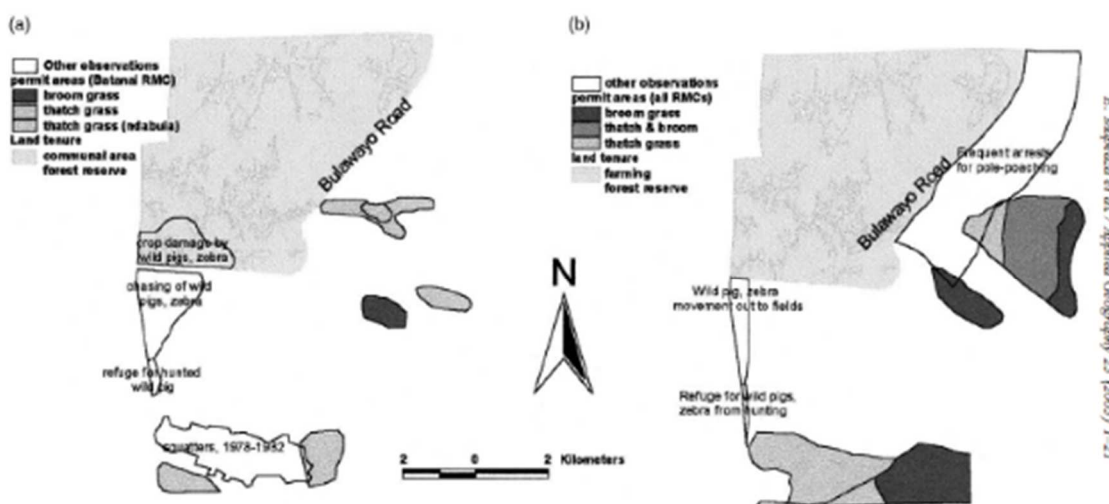 (a)
Other observations
permit areas (Batanai RMC)
broom grass
thatch grass
thatch grass (ndabula)
Land tenure
communal area
forest reserve
Bulawayo Road
crop damage by
wild pigs, zebra
chasing of wild
pigs, zebra
refuge for hunted
wild pig
squatters, 1978-1982
N
2 0 2 Kilometers
(b)
other observations
permit areas (all RMCs)
broom grass
thatch & broom
thatch grass
land tenure
farming
forest reserve
Bulawayo Road
Frequent arrests
for pole-poaching
Wild pig, zebra
movement out to fields
Refuge for wild pigs,
zebra from hunting